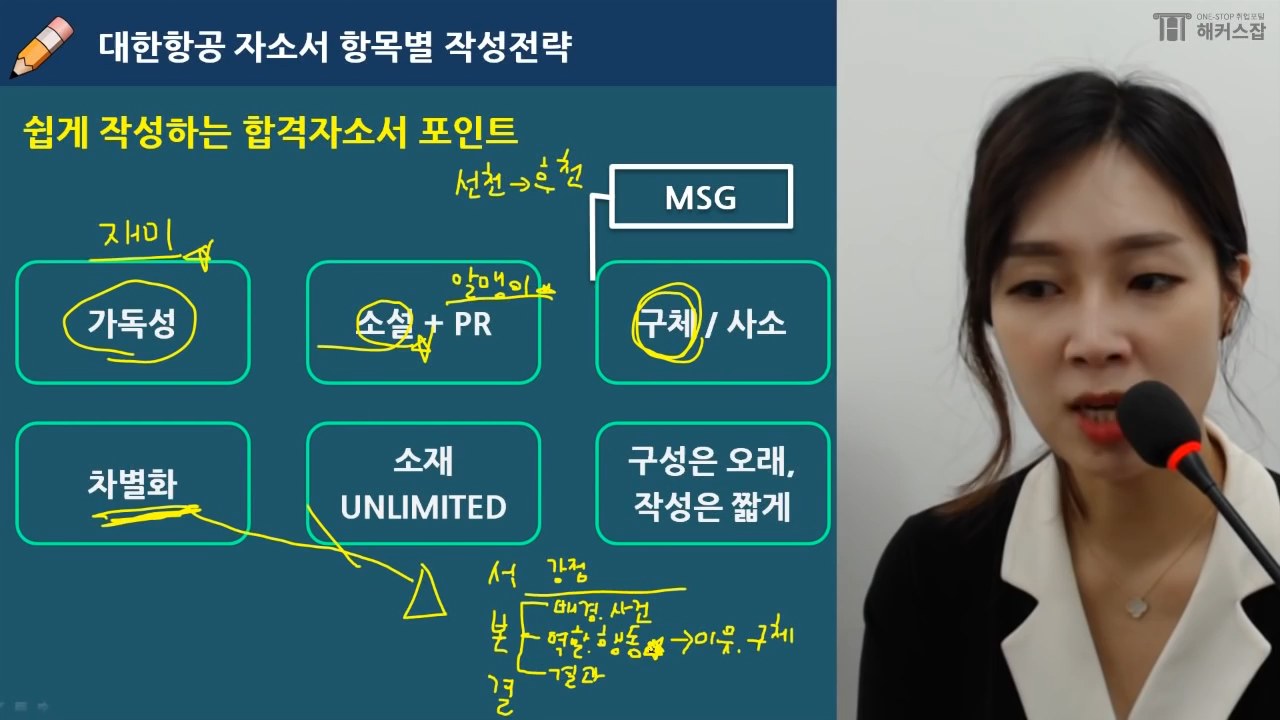 대한항공 자소서 항목별 작성전략
ONE-STOP 취업포털
해커스잡
쉽게 작성하는 합격자소서 포인트
선천→후천
MSG
재미
가독성
알맹이
소설 + PR
구체 / 사소
차별화
소재
UNLIMITED
구성은 오래,
작성은 짧게
서 강점
본
배경.사건
역할.행동 →이유.구체
결과
결